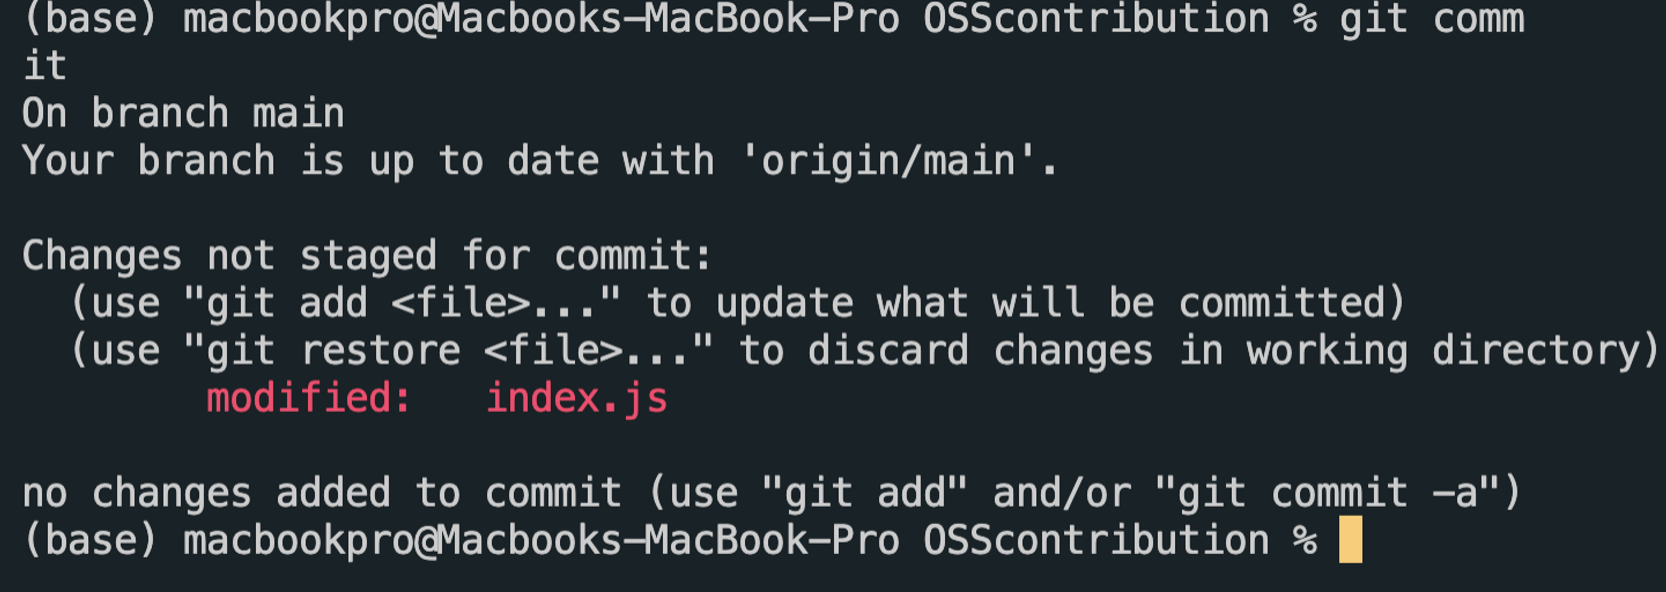 (base) macbookpro@Macbooks-MacBook-Pro OSScontribution % git comm
it
On branch main
Your branch is up to date with 'origin/main'.

Changes not staged for commit:
  (use "git add <file>..." to update what will be committed)
  (use "git restore <file>..." to discard changes in working directory)
        modified:   index.js

no changes added to commit (use "git add" and/or "git commit -a")
(base) macbookpro@Macbooks-MacBook-Pro OSScontribution %